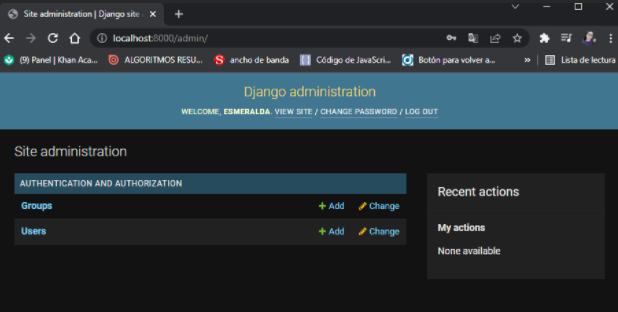 Site administration | Django site
localhost:8000/admin/
(9) Panel | Khan Aca...
ALGORITMOS RESU...
ancho de banda
Código de JavaScri...
Botón para volver a...
»
Lista de lectura
Django administration
WELCOME, ESMERALDA. VIEW SITE / CHANGE PASSWORD / LOG OUT
Site administration
AUTHENTICATION AND AUTHORIZATION
Groups
Add
Change
Users
Add
Change
Recent actions
My actions
None available